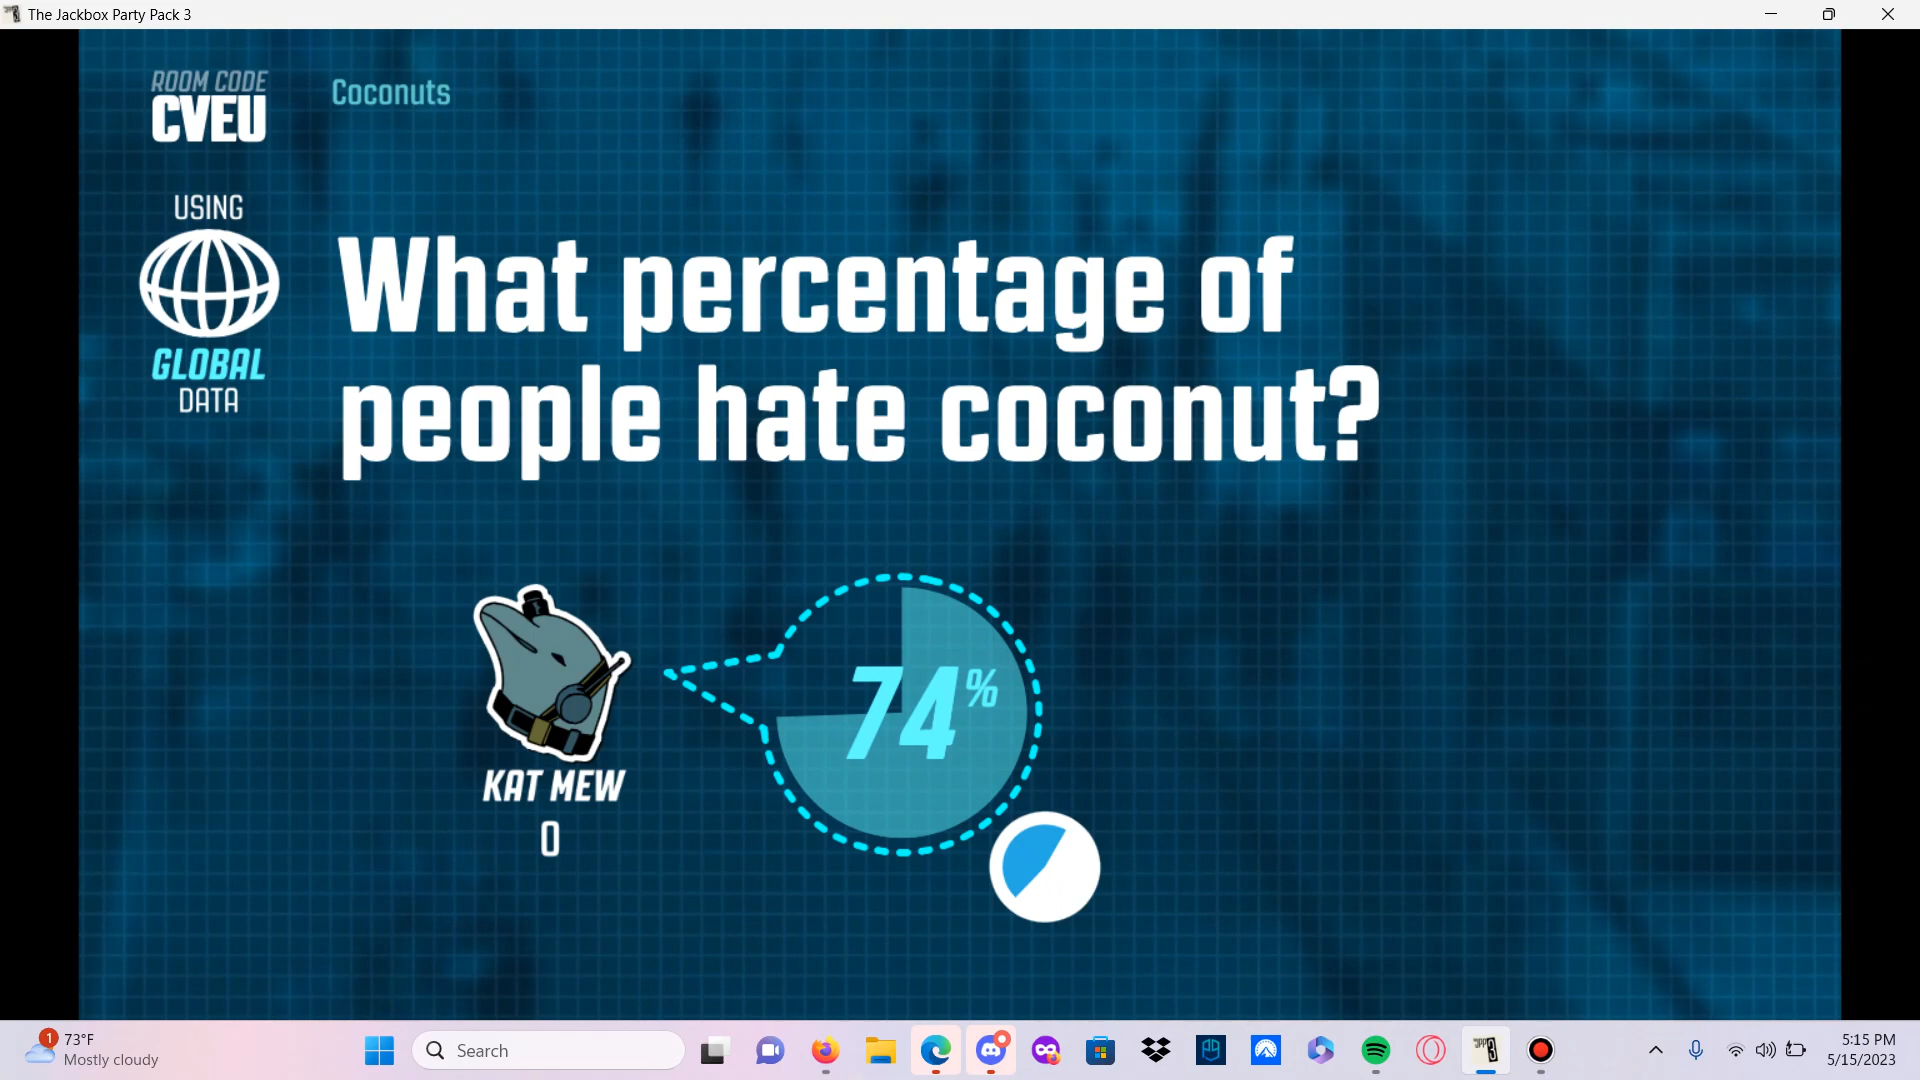 The Jackbox Party Pack 3
ROOM CODE
CVEU
Coconuts
USING
GLOBAL
DATA
What percentage of
people hate coconut?
74%
KAT MEW
0
1
73°F
Mostly cloudy
Search
5:15 PM
5/15/2023